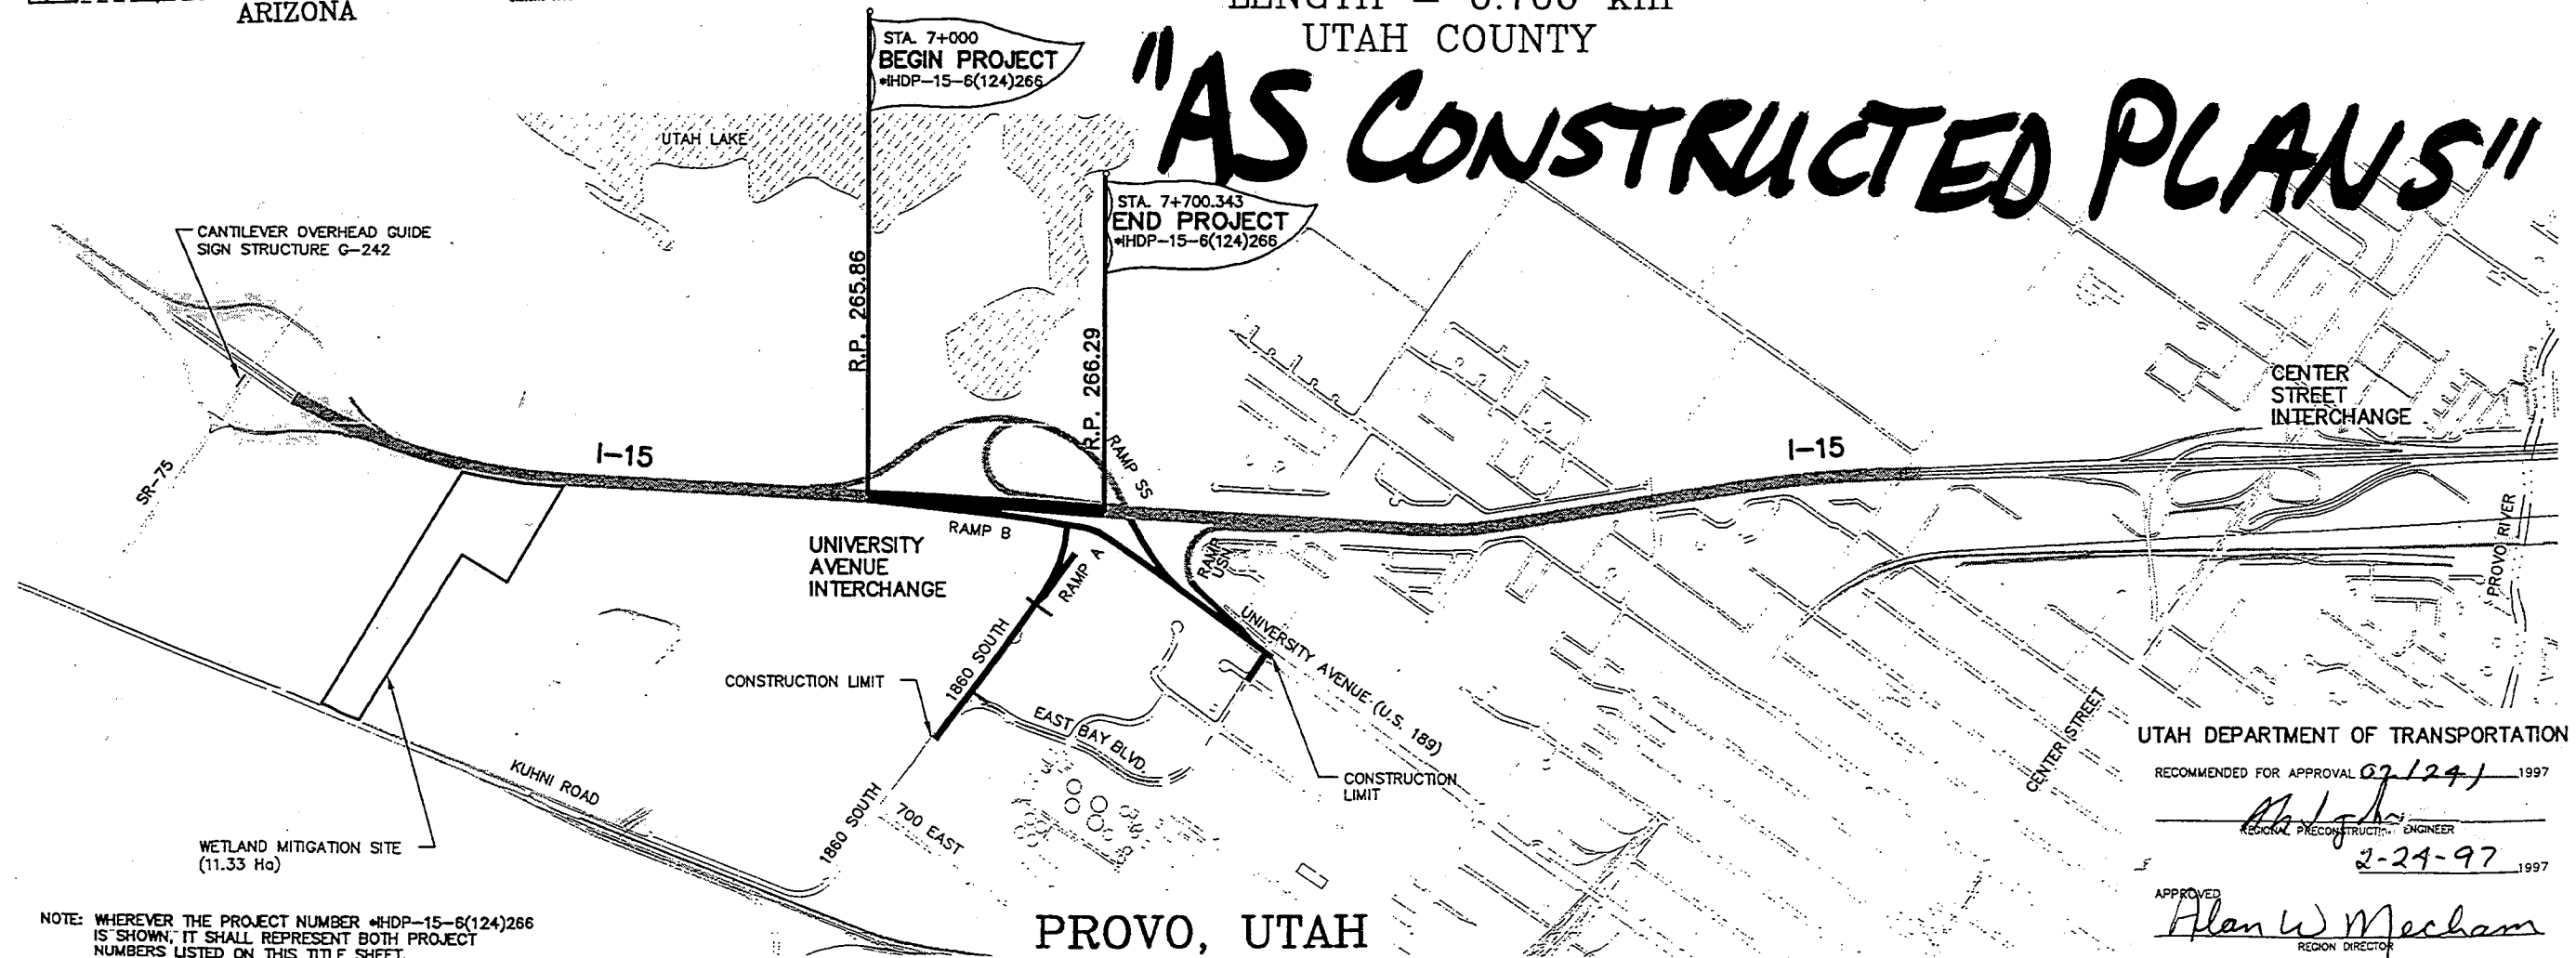 ARIZONA
LENGTH = 0.700 km
UTAH COUNTY
"AS CONSTRUCTED PLANS"
STA. 7+000
BEGIN PROJECT
*IHDP-15-6(124)266
UTAH LAKE
STA. 7+700.343
END PROJECT
*IHDP-15-6(124)266
CANTILEVER OVERHEAD GUIDE
SIGN STRUCTURE G-242
R.P. 265.86
R.P. 266.29
CENTER
STREET
INTERCHANGE
I-15
I-15
SR-75
RAMP SS
RAMP B
UNIVERSITY
AVENUE
INTERCHANGE
RAMP A
RAMP
USN
PROVO RIVER
1860 SOUTH
UNIVERSITY AVENUE (U.S. 189)
CONSTRUCTION LIMIT
EAST BAY BLVD.
CENTER STREET
KUHNI ROAD
CONSTRUCTION
LIMIT
1860 SOUTH
700 EAST
WETLAND MITIGATION SITE
(11.33 Ha)
UTAH DEPARTMENT OF TRANSPORTATION
RECOMMENDED FOR APPROVAL 02/24/ 1997
REGIONAL PRECONSTRUCTION ENGINEER
2-24-97 1997
APPROVED
Alan W Mecham
REGION DIRECTOR
NOTE: WHEREVER THE PROJECT NUMBER *IHDP-15-6(124)266
IS SHOWN, IT SHALL REPRESENT BOTH PROJECT
NUMBERS LISTED ON THIS TITLE SHEET.
PROVO, UTAH